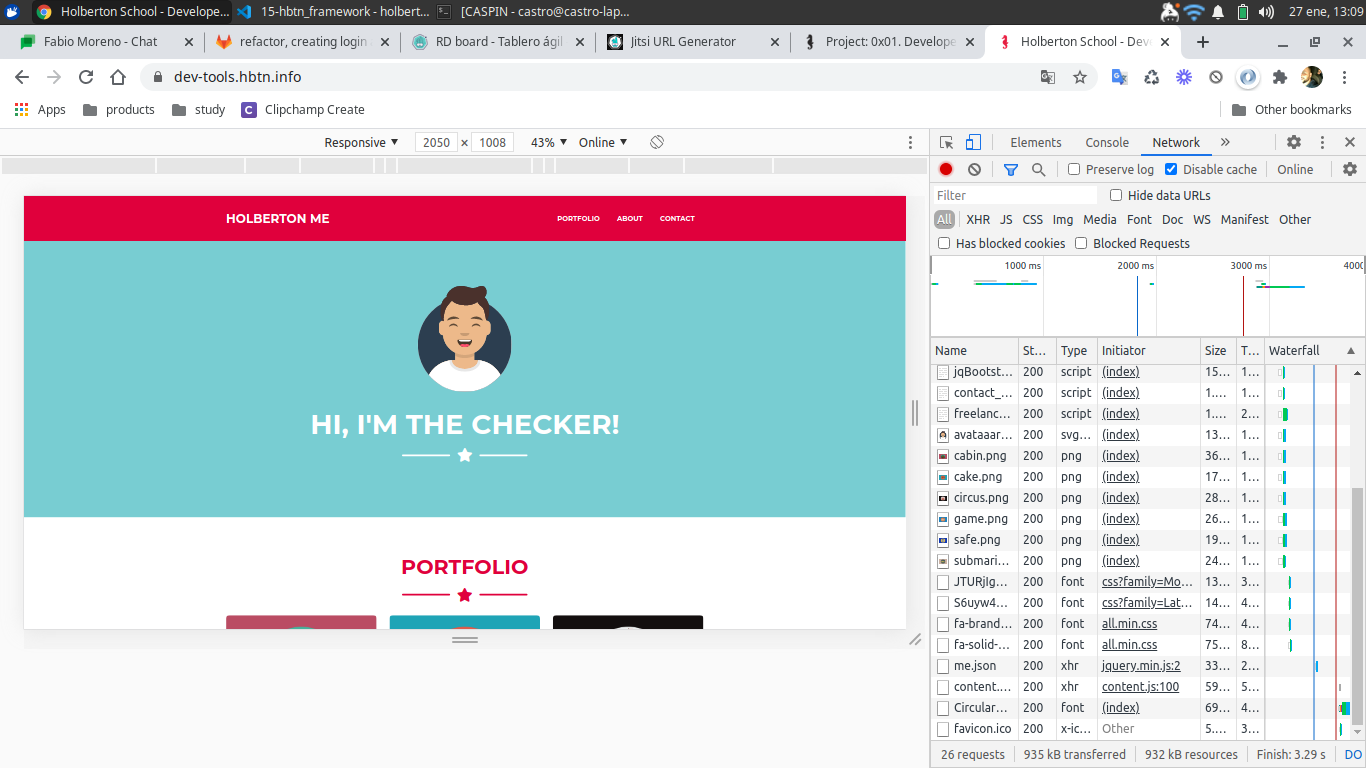 Holberton School - Develope...
15-hbtn_framework - holbert...
[CASPIN - castro@castro-lap...
27 ene, 13:09
Fabio Moreno - Chat
refactor, creating login
RD board - Tablero ágil
Jitsi URL Generator
Project: 0x01. Develope
Holberton School - Dev
dev-tools.hbtn.info
Apps
products
study
Clipchamp Create
Other bookmarks
Responsive
2050 × 1008
43%
Online
Elements
Console
Network
Preserve log
Disable cache
Online
Filter
Hide data URLs
All XHR JS CSS Img Media Font Doc WS Manifest Other
Has blocked cookies
Blocked Requests
1000 ms
2000 ms
3000 ms
4000
HOLBERTON ME
PORTFOLIO
ABOUT
CONTACT
HI, I'M THE CHECKER!
PORTFOLIO
Name St... Type Initiator Size T... Waterfall
jqBootst... 200 script (index) 15... 1...
contact_... 200 script (index) 1.... 1...
freelanc... 200 script (index) 1.... 2...
avataaar... 200 svg... (index) 13... 1...
cabin.png 200 png (index) 36... 1...
cake.png 200 png (index) 17... 1...
circus.png 200 png (index) 28... 1...
game.png 200 png (index) 26... 1...
safe.png 200 png (index) 19... 1...
submari... 200 png (index) 24... 1...
JTURjIg... 200 font css?family=Mo... 13... 3...
S6uyw4... 200 font css?family=Lat... 14... 4...
fa-brand... 200 font all.min.css 74... 4...
fa-solid-... 200 font all.min.css 75... 8...
me.json 200 xhr jquery.min.js:2 33... 2...
content.... 200 xhr content.js:100 59... 5...
Circular... 200 font (index) 69... 4...
favicon.ico 200 x-ic... Other 5.... 3...
26 requests
935 kB transferred
932 kB resources
Finish: 3.29 s
DO